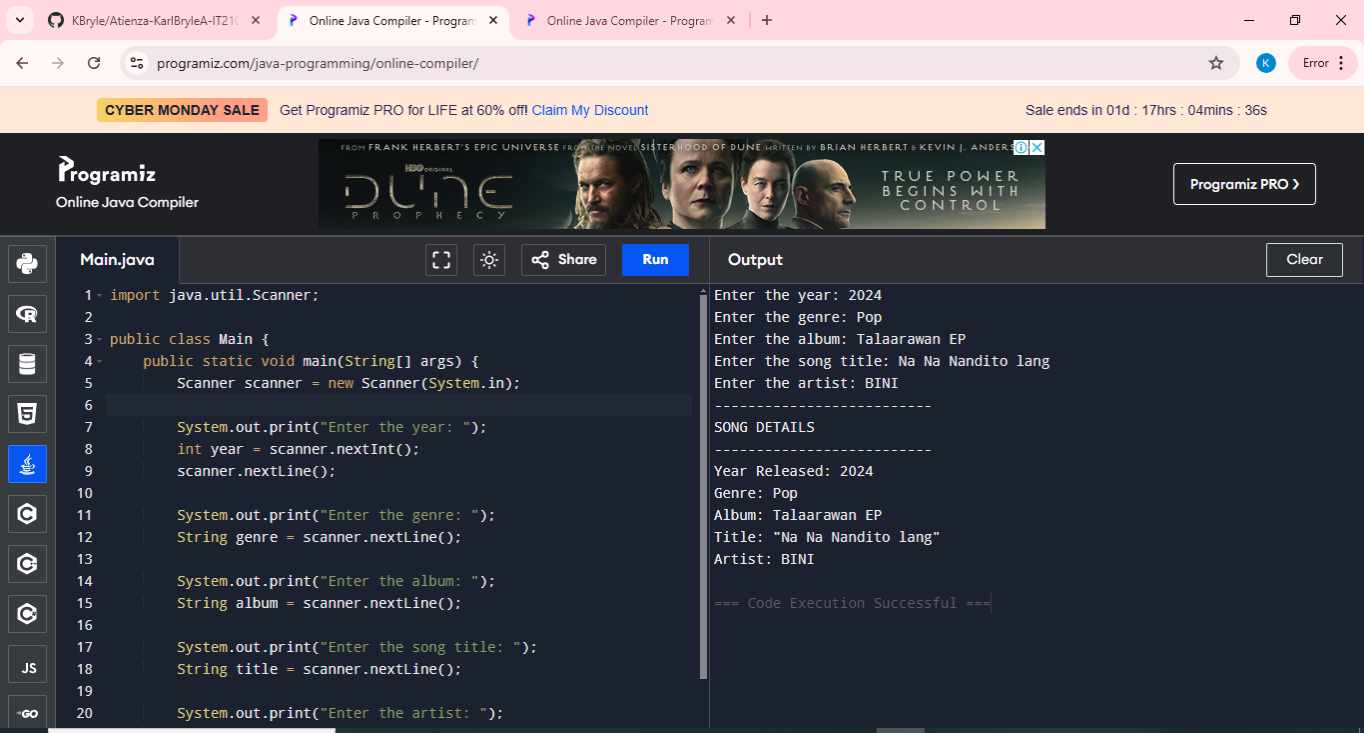 KBryle/Atienza-KarlBryleA-IT210
Online Java Compiler - Program
Online Java Compiler - Program
programiz.com/java-programming/online-compiler/
K
Error
CYBER MONDAY SALE Get Programiz PRO for LIFE at 60% off! Claim My Discount
Sale ends in 01d : 17hrs : 04mins : 36s
Programiz
Online Java Compiler
FROM FRANK HERBERT'S EPIC UNIVERSE FROM THE NOVEL SISTERHOOD OF DUNE WRITTEN BY BRIAN HERBERT & KEVIN J. ANDERS
HBO ORIGINAL
DUNE
PROPHECY
TRUE POWER
BEGINS WITH
CONTROL
Programiz PRO
Main.java
Share
Run
Output
Clear
1 import java.util.Scanner;
2
3 public class Main {
4 public static void main(String[] args) {
5 Scanner scanner = new Scanner(System.in);
6
7 System.out.print("Enter the year: ");
8 int year = scanner.nextInt();
9 scanner.nextLine();
10
11 System.out.print("Enter the genre: ");
12 String genre = scanner.nextLine();
13
14 System.out.print("Enter the album: ");
15 String album = scanner.nextLine();
16
17 System.out.print("Enter the song title: ");
18 String title = scanner.nextLine();
19
20 System.out.print("Enter the artist: ");
JS
GO
Enter the year: 2024
Enter the genre: Pop
Enter the album: Talaarawan EP
Enter the song title: Na Na Nandito lang
Enter the artist: BINI
--------------------------
SONG DETAILS
--------------------------
Year Released: 2024
Genre: Pop
Album: Talaarawan EP
Title: "Na Na Nandito lang"
Artist: BINI
=== Code Execution Successful ===